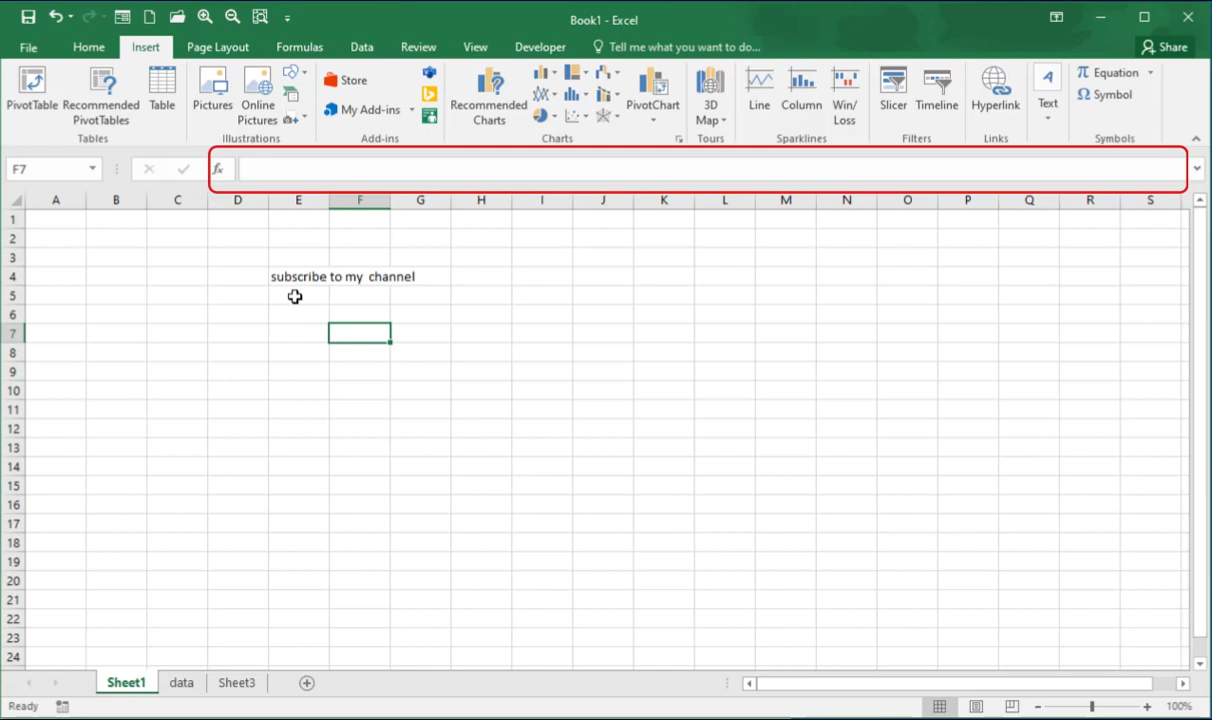 Book1 - Excel
File Home Insert Page Layout Formulas Data Review View Developer Tell me what you want to do... Share
PivotTable Recommended PivotTables Table Pictures Online Pictures Store My Add-ins Recommended Charts PivotChart 3D Map Line Column Win/Loss Slicer Timeline Hyperlink Text π Equation Ω Symbol
Tables Illustrations Add-ins Charts Tours Sparklines Filters Links Symbols
F7 fx
A B C D E F G H I J K L M N O P Q R S
1
2
3
4 subscribe to my channel
5
6
7
8
9
10
11
12
13
14
15
16
17
18
19
20
21
22
23
24
Sheet1 data Sheet3
Ready 100%